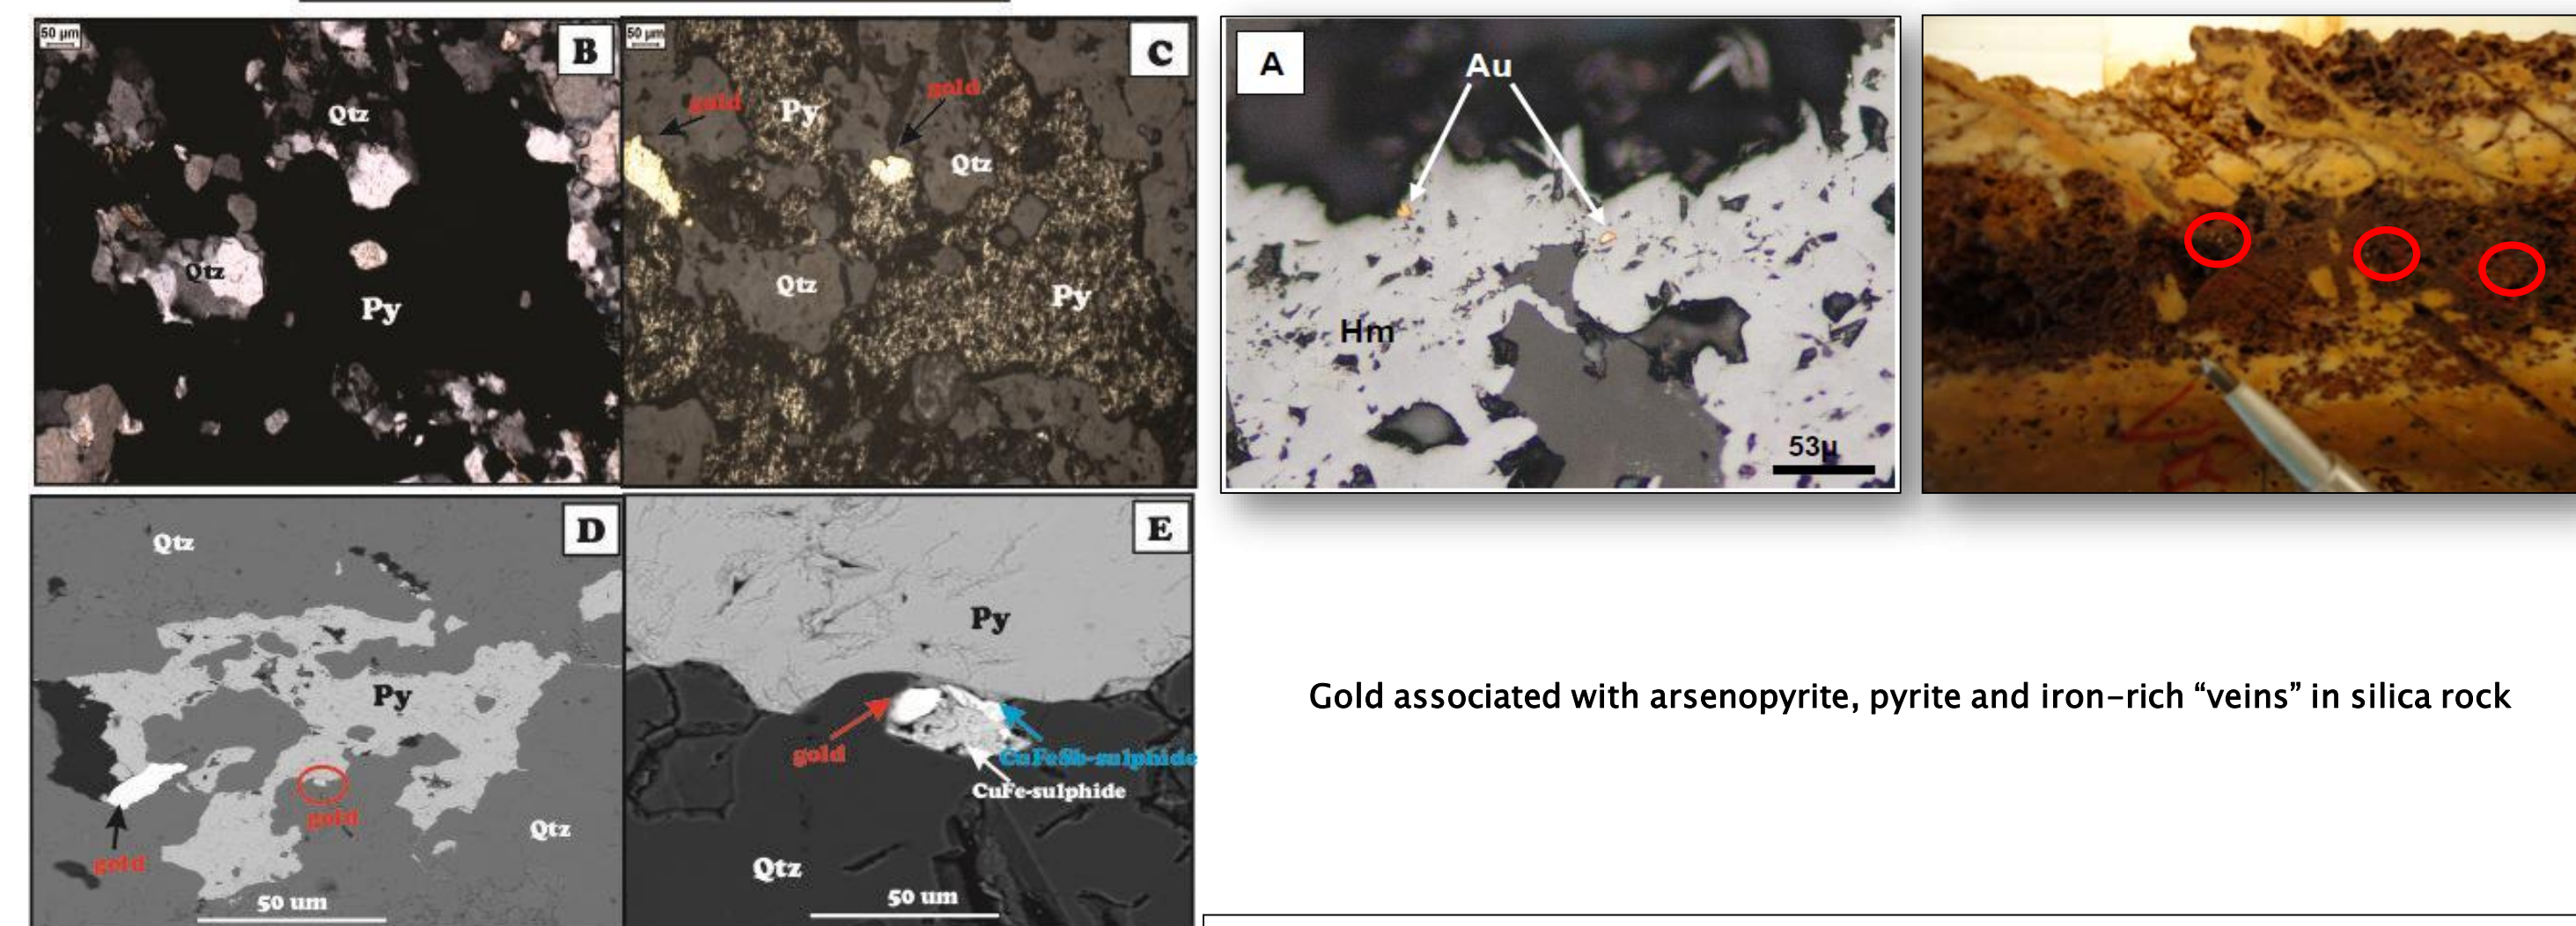 50 µm
B
Qtz
Qtz
Py
50 µm
C
gold
Py
gold
Qtz
Qtz
Py
A
Au
Hm
53µ
D
Qtz
Py
gold
gold
Qtz
50 um
E
Py
gold
CuFeSb-sulphide
CuFe-sulphide
Qtz
50 um
Gold associated with arsenopyrite, pyrite and iron-rich “veins” in silica rock